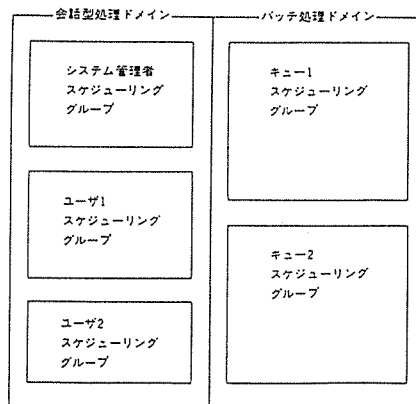 会話型処理ドメイン
システム管理者
スケジューリング
グループ
ユーザ1
スケジューリング
グループ
ユーザ2
スケジューリング
グループ
バッチ処理ドメイン
キュー1
スケジューリング
グループ
キュー2
スケジューリング
グループ